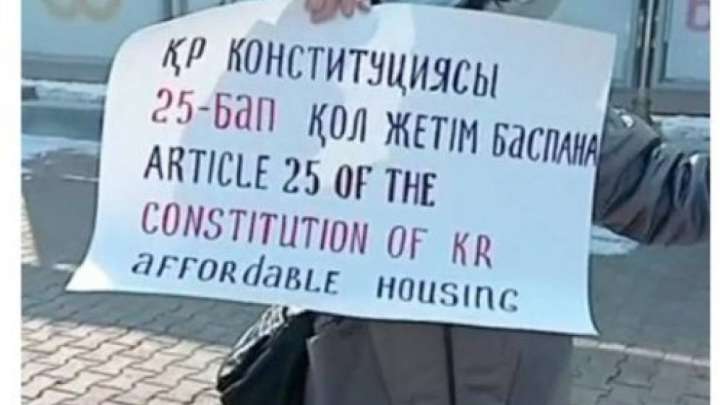 ҚР КОНСТИТУЦИЯСЫ
25-БАП ҚОЛ ЖЕТІМ БАСПАНА
ARTICLE 25 OF THE
CONSTITUTION OF KR
AFFORDABLE HOUSING